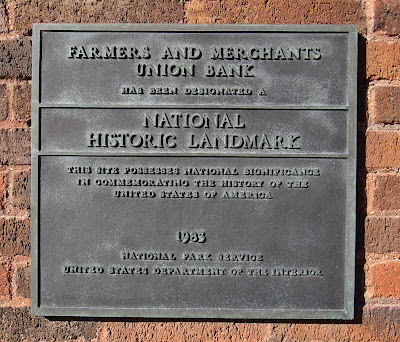 FARMERS AND MERCHANTS
UNION BANK
HAS BEEN DESIGNATED A
NATIONAL
HISTORIC LANDMARK
THIS SITE POSSESSES NATIONAL SIGNIFICANCE
IN COMMEMORATING THE HISTORY OF THE
UNITED STATES OF AMERICA
1983
NATIONAL PARK SERVICE
UNITED STATES DEPARTMENT OF THE INTERIOR